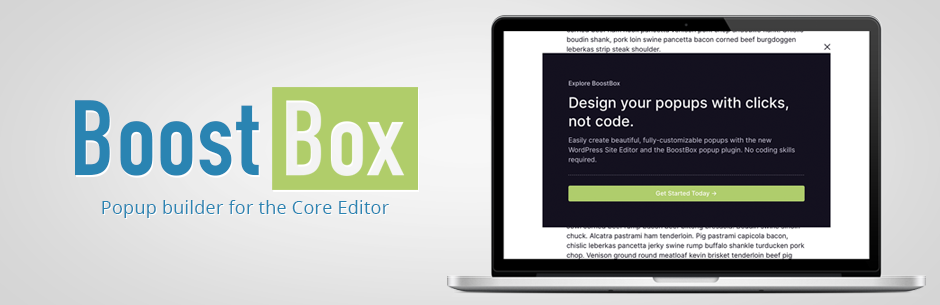 Boost Box
Popup builder for the Core Editor
boudin shank, pork loin swine pancetta bacon corned beef burgdoggen
leberkas strip steak shoulder.
Explore BoostBox
Design your popups with clicks,
not code.
Easily create beautiful, fully-customizable popups with the new
WordPress Site Editor and the BoostBox popup plugin. No coding skills
required.
Get Started Today →
chuck. Alcatra pastrami ham tenderloin. Pig pastrami capicola bacon,
chislic leberkas pancetta jerky swine rump buffalo shankle turducken pork
chop. Venison ground round meatloaf kevin brisket tenderloin beef pig